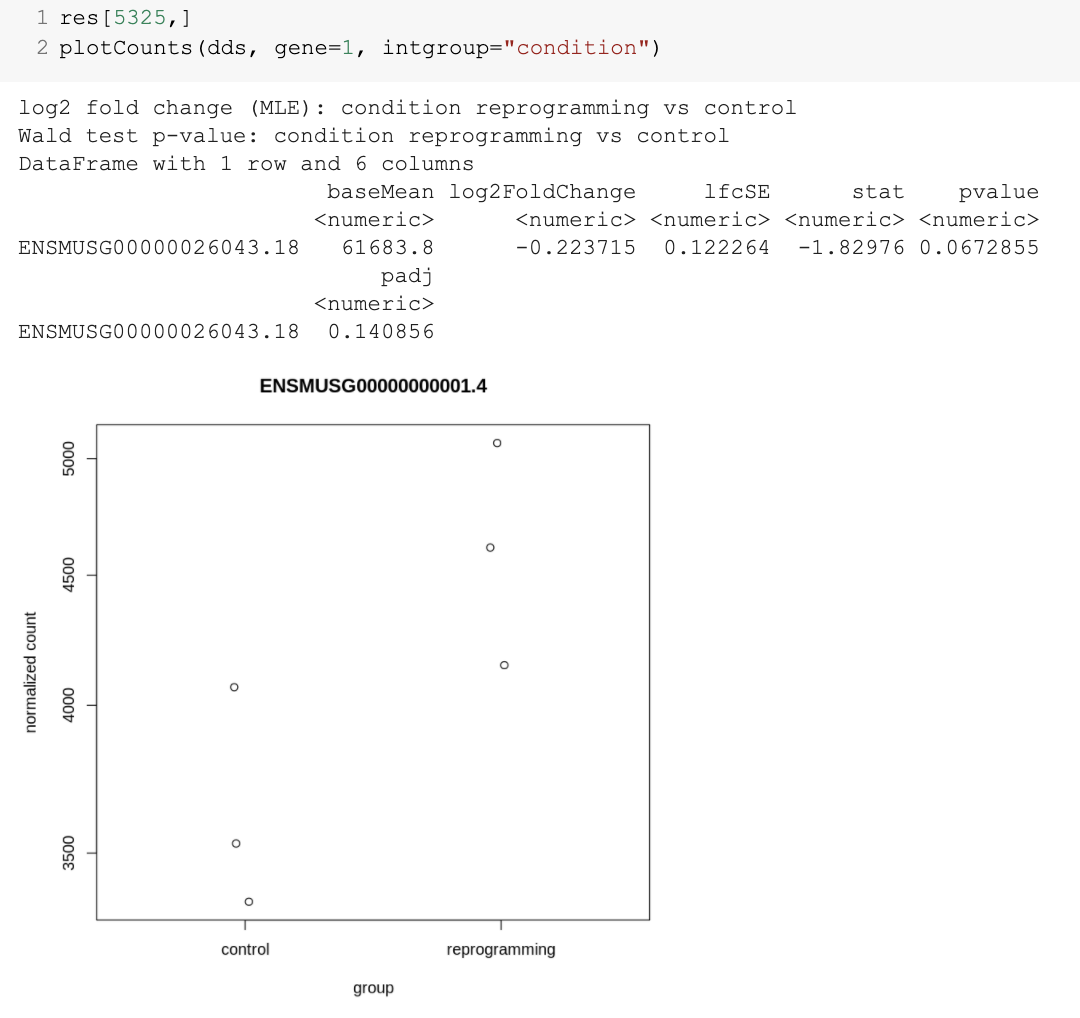 1 res[5325,]
2 plotCounts(dds, gene=1, intgroup="condition")
log2 fold change (MLE): condition reprogramming vs control
Wald test p-value: condition reprogramming vs control
DataFrame with 1 row and 6 columns
baseMean log2FoldChange lfcSE stat pvalue
<numeric> <numeric> <numeric> <numeric> <numeric>
ENSMUSG00000026043.18 61683.8 -0.223715 0.122264 -1.82976 0.0672855
padj
<numeric>
ENSMUSG00000026043.18 0.140856
ENSMUSG00000000001.4
5000
4500
4000
3500
normalized count
control reprogramming
group